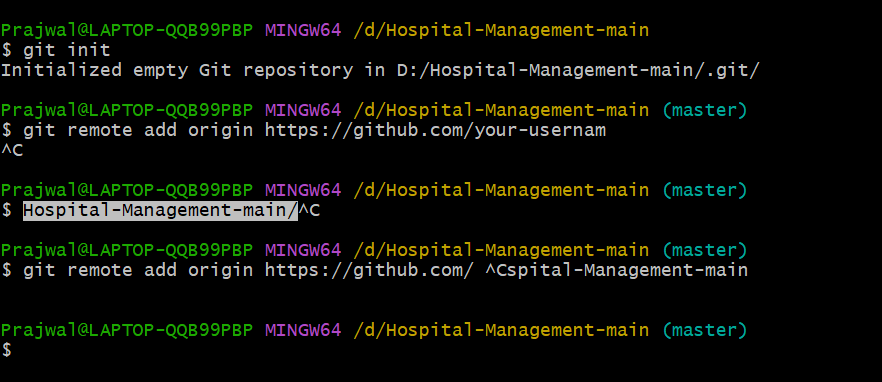 Prajwal@LAPTOP-QQB99PBP MINGW64 /d/Hospital-Management-main
$ git init
Initialized empty Git repository in D:/Hospital-Management-main/.git/
Prajwal@LAPTOP-QQB99PBP MINGW64 /d/Hospital-Management-main (master)
$ git remote add origin https://github.com/your-usernam
^C
Prajwal@LAPTOP-QQB99PBP MINGW64 /d/Hospital-Management-main (master)
$ Hospital-Management-main/^C
Prajwal@LAPTOP-QQB99PBP MINGW64 /d/Hospital-Management-main (master)
$ git remote add origin https://github.com/ ^Cspital-Management-main
Prajwal@LAPTOP-QQB99PBP MINGW64 /d/Hospital-Management-main (master)
$